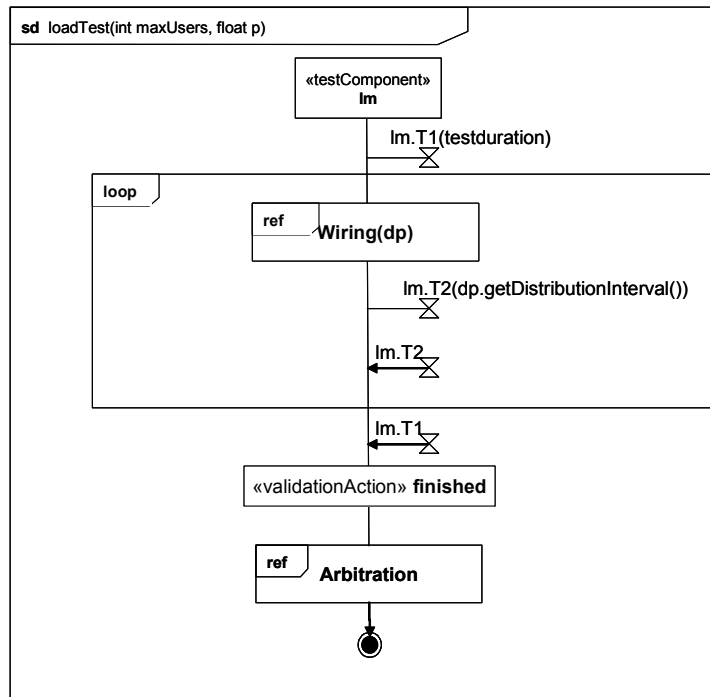 sd loadTest(int maxUsers, float p)
«testComponent»
lm
lm.T1(testduration)
loop
ref
Wiring(dp)
lm.T2(dp.getDistributionInterval())
lm.T2
lm.T1
«validationAction» finished
ref
Arbitration